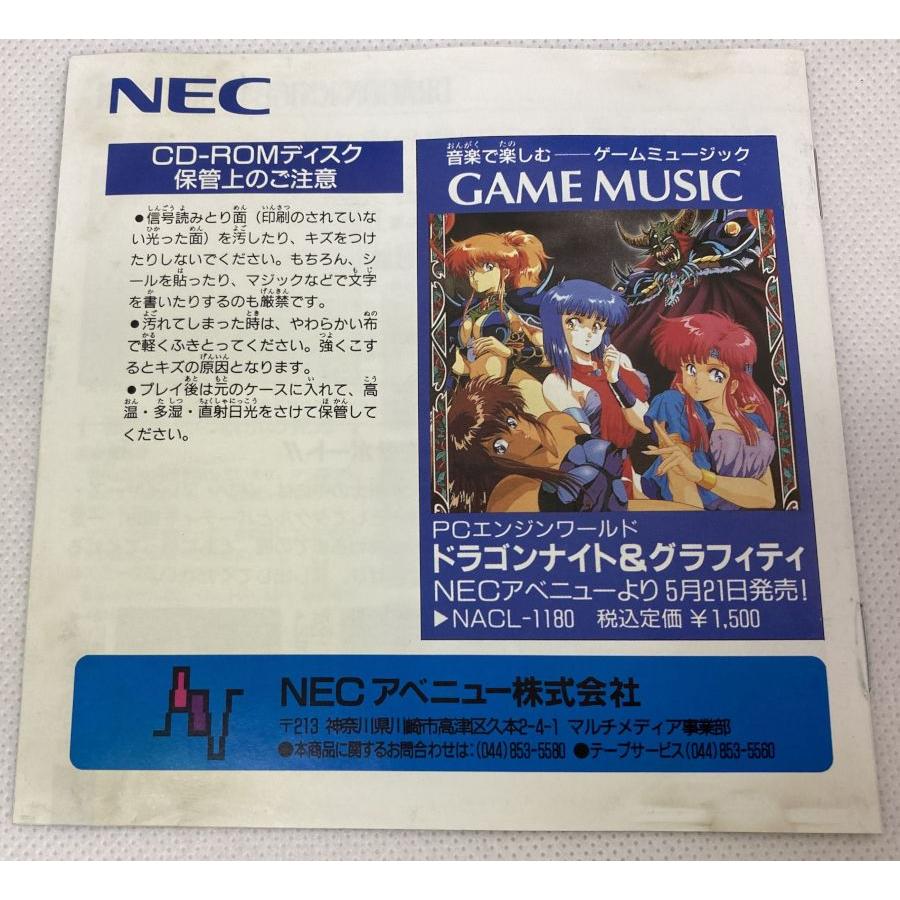 NEC
CD-ROMディスク
保管上のご注意
●信号読みとり面（印刷のされていな
い光った面）を汚したり、キズをつけ
たりしないでください。もちろん、シ
ールを貼ったり、マジックなどで文字
を書いたりするのも厳禁です。
●汚れてしまった時は、やわらかい布
で軽くふきとってください。強くこす
るとキズの原因となります。
●プレイ後は元のケースに入れて、高
温・多湿・直射日光をさけて保管して
ください。
音楽で楽しむ──ゲームミュージック
GAME MUSIC
PCエンジンワールド
ドラゴンナイト&グラフィティ
NECアベニューより 5月21日発売!
▶NACL-1180 税込定価 ¥1,500
NEC アベニュー株式会社
〒213 神奈川県川崎市高津区久本2-4-1 マルチメディア事業部
●本商品に関するお問合わせは:(044)853-5580 ●テープサービス(044)853-5560